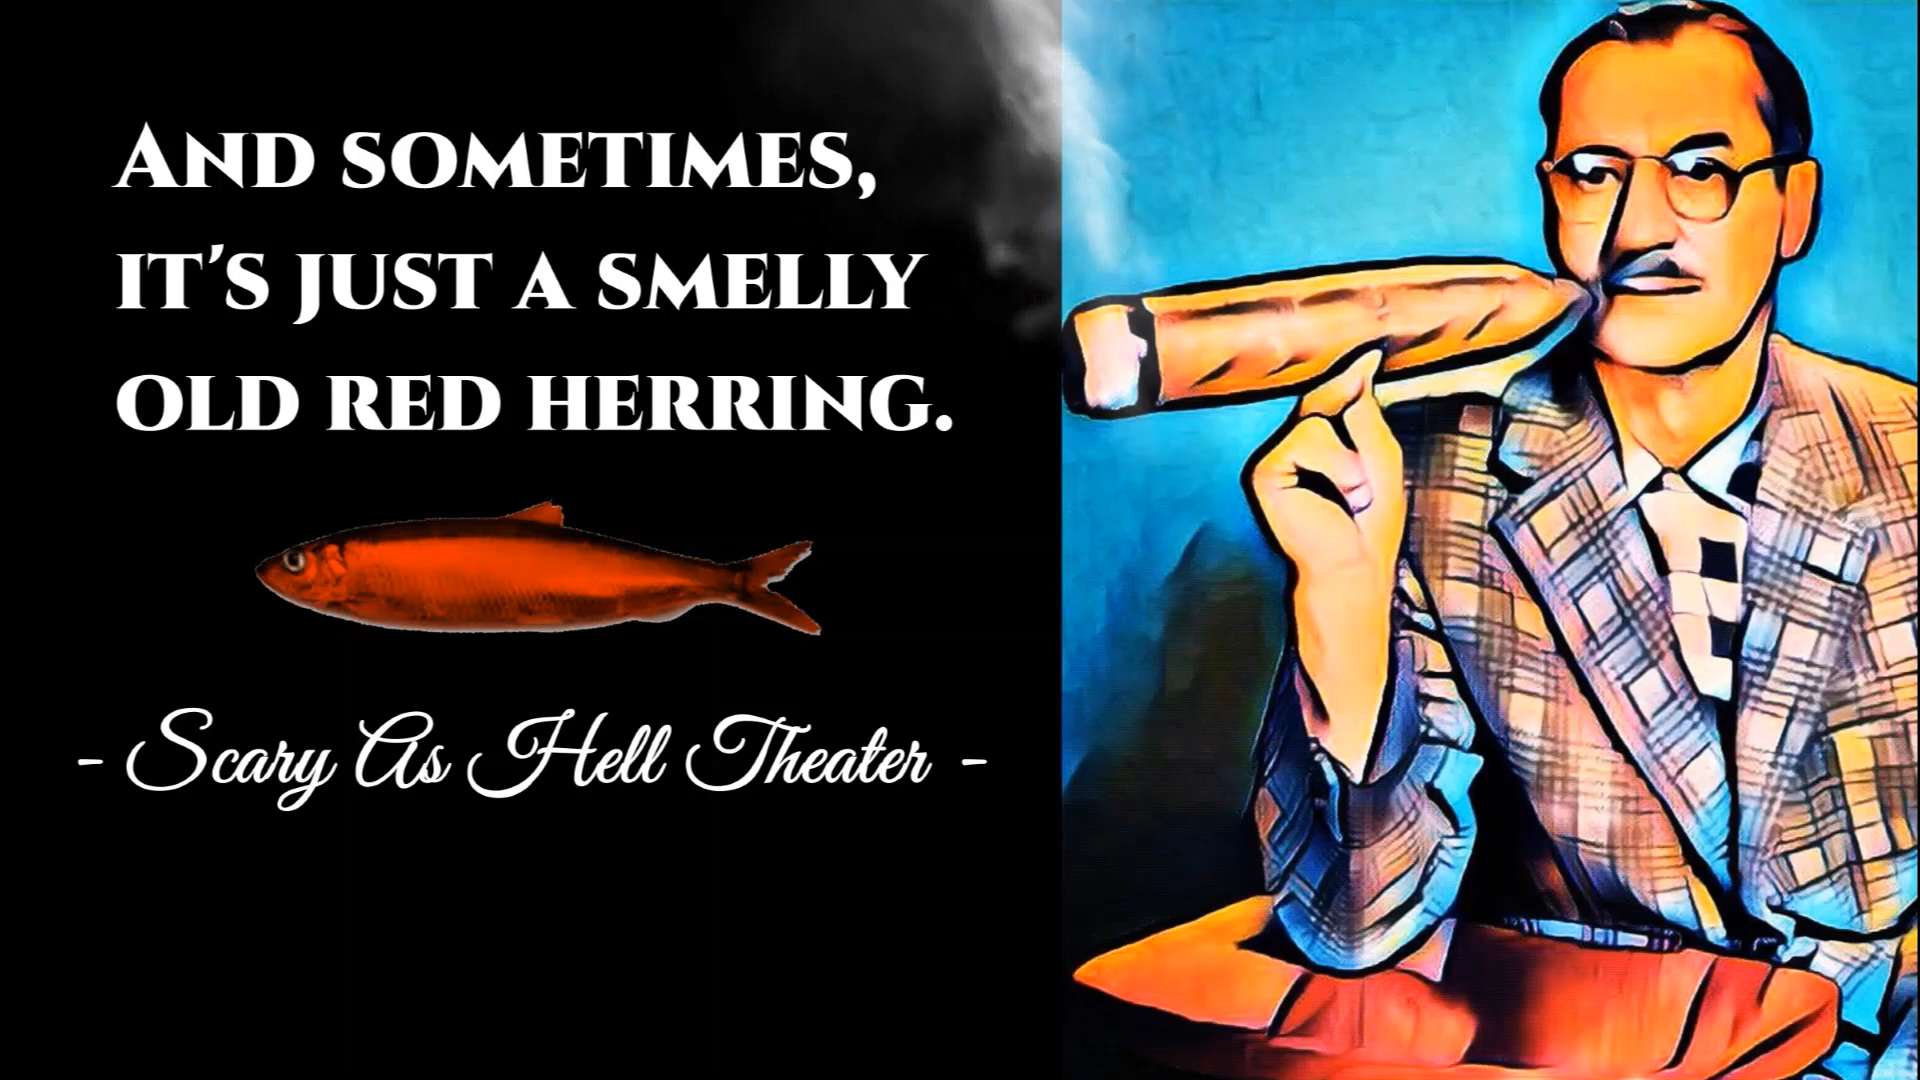 And sometimes,
it's just a smelly
old red herring.
- Scary As Hell Theater -